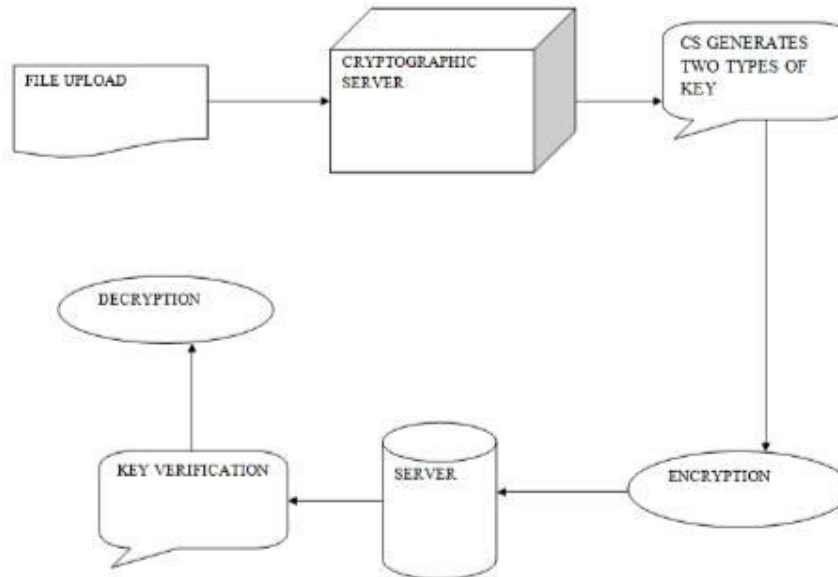 FILE UPLOAD
CRYPTOGRAPHIC
SERVER
CS GENERATES
TWO TYPES OF
KEY
DECRYPTION
KEY VERIFICATION
SERVER
ENCRYPTION